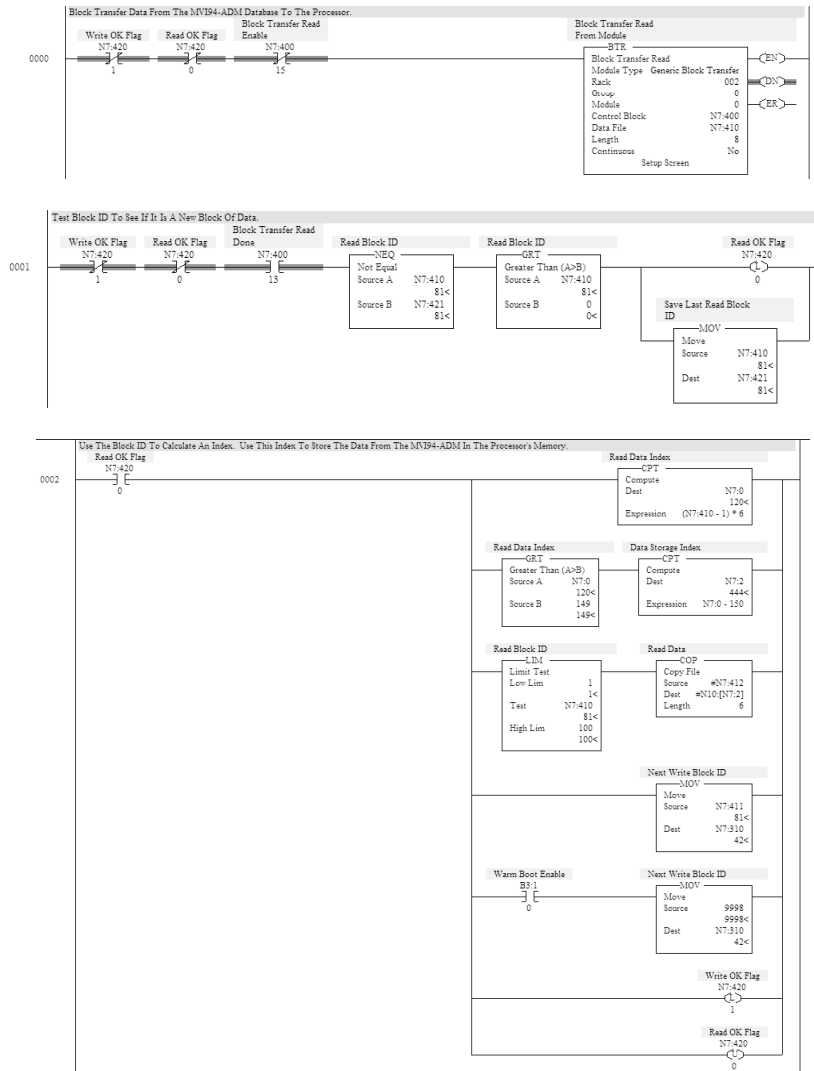 Block Transfer Data From The MVI94-ADM Database To The Processor.
Block Transfer Read
Write OK Flag Read OK Flag Enable
N7:420 N7:420 N7:400
1 0 15
0000
Block Transfer Read
From Module
BTR
Block Transfer Read
Module Type Generic Block Transfer
Rack 002
Group 0
Module 0
Control Block N7:400
Data File N7:410
Length 8
Continuous No
Setup Screen
EN
DN
ER
Test Block ID To See If It Is A New Block Of Data.
Block Transfer Read
Write OK Flag Read OK Flag Done
N7:420 N7:420 N7:400
1 0 13
0001
Read Block ID
NEQ
Not Equal
Source A N7:410
81<
Source B N7:421
81<
Read Block ID
GRT
Greater Than (A>B)
Source A N7:410
81<
Source B 0
0<
Read OK Flag
N7:420
L
0
Save Last Read Block
ID
MOV
Move
Source N7:410
81<
Dest N7:421
81<
Use The Block ID To Calculate An Index. Use This Index To Store The Data From The MVI94-ADM In The Processor's Memory.
Read OK Flag
N7:420
0
0002
Read Data Index
CPT
Compute
Dest N7:0
120<
Expression (N7:410 - 1) * 6
Read Data Index
GRT
Greater Than (A>B)
Source A N7:0
120<
Source B 149
149<
Data Storage Index
CPT
Compute
Dest N7:2
444<
Expression N7:0 - 150
Read Block ID
LIM
Limit Test
Low Lim 1
1<
Test N7:410
81<
High Lim 100
100<
Read Data
COP
Copy File
Source #N7:412
Dest #N10:[N7:2]
Length 6
Next Write Block ID
MOV
Move
Source N7:411
81<
Dest N7:310
42<
Warm Boot Enable
B3:1
0
Next Write Block ID
MOV
Move
Source 9998
9998<
Dest N7:310
42<
Write OK Flag
N7:420
L
1
Read OK Flag
N7:420
U
0